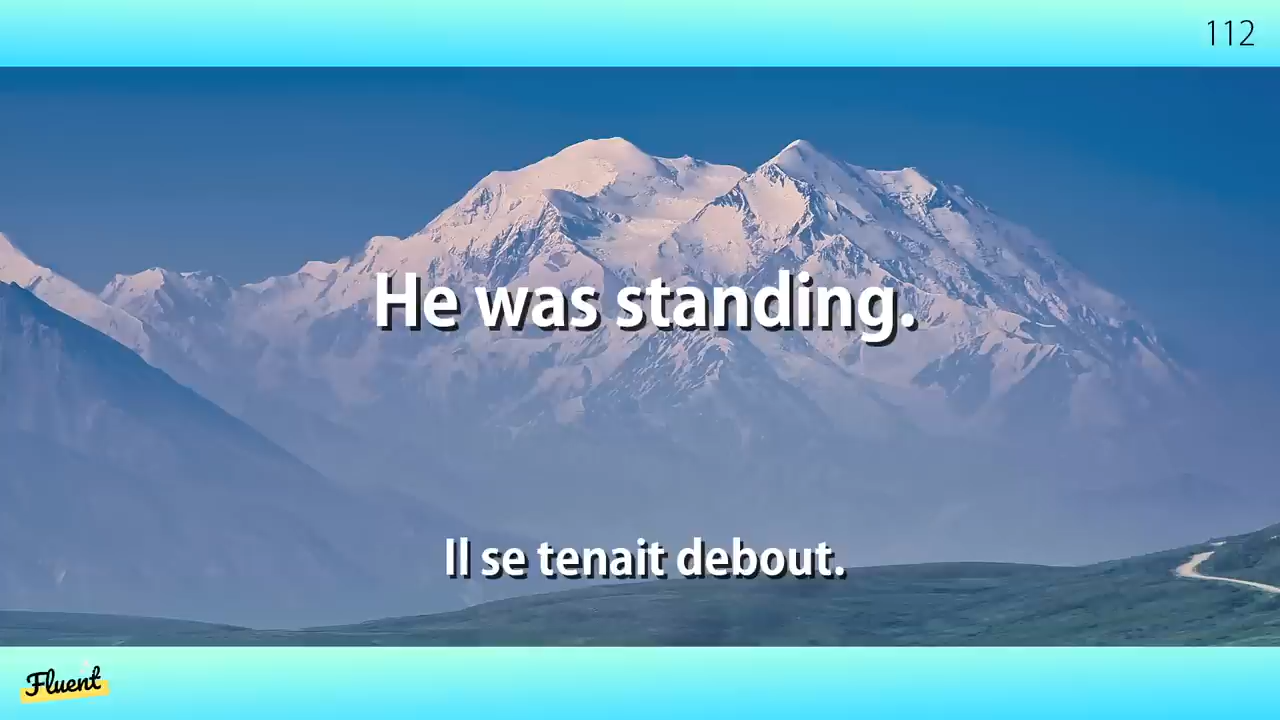 112
He was standing.
Il se tenait debout.
Fluent